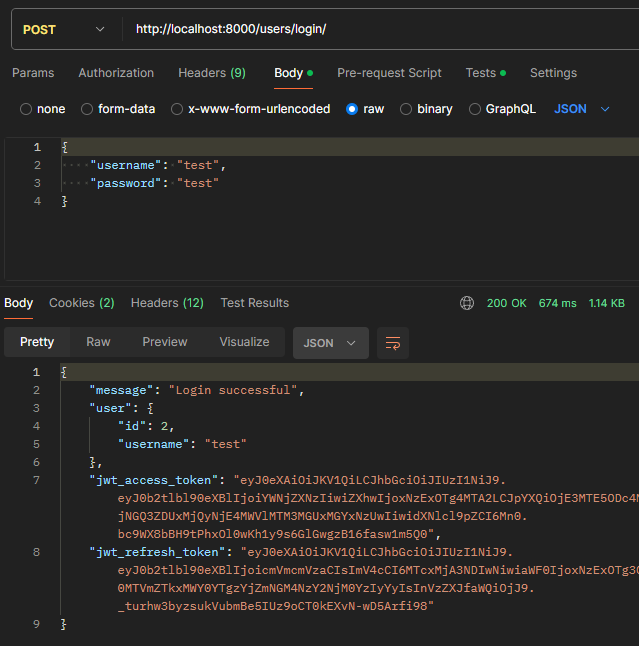 POST http://localhost:8000/users/login/
Params Authorization Headers (9) Body Pre-request Script Tests Settings
none form-data x-www-form-urlencoded raw binary GraphQL JSON
1 {
2 "username": "test",
3 "password": "test"
4 }
Body Cookies (2) Headers (12) Test Results 200 OK 674 ms 1.14 KB
Pretty Raw Preview Visualize JSON
1 {
2 "message": "Login successful",
3 "user": {
4 "id": 2,
5 "username": "test"
6 },
7 "jwt_access_token": "eyJ0eXAiOiJKV1QiLCJhbGciOiJIUzI1NiJ9.
eyJ0b2tlbl90eXBlIjoiYWNjZXNzIiwiZXhwIjoxNzExOTg4MTA2LCJpYXQiOjE3MTE5ODc4M
jNGQ3ZDUxMjQyNjE4MWVlMTM3MGUxMGYxNzUwIiwidXNlcl9pZCI6Mn0.
bc9WX8bBH9tPhxOl0wKh1y9s6GlGwgzB16fasw1m5Q0",
8 "jwt_refresh_token": "eyJ0eXAiOiJKV1QiLCJhbGciOiJIUzI1NiJ9.
eyJ0b2tlbl90eXBlIjoicmVmcmVzaCIsImV4cCI6MTcxMjA3NDIwNiwiaWF0IjoxNzExOTg3O
0MTVmZTkxMWY0YTgzYjZmNGM4NzY2NjM0YzIyYyIsInVzZXJfaWQiOjJ9.
_turhw3byzsukVubmBe5IUz9oCT0kEXvN-wD5Arfi98"
9 }